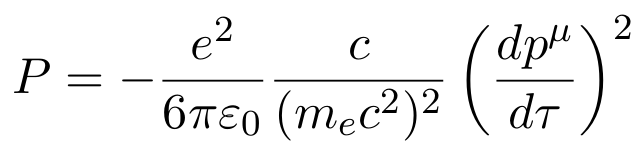 P = -\frac{e^2}{6\pi\varepsilon_0} \frac{c}{(m_e c^2)^2} \left( \frac{dp^\mu}{d\tau} \right)^2